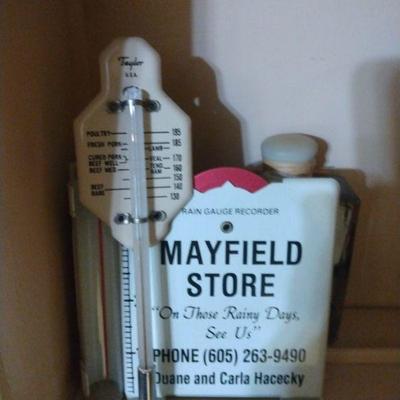 Taylor
U.S.A.
POULTRY 185
FRESH PORK 185
LAMB
CURED PORK VEAL 170
BEEF WELL TEND. 160
BEEF MED HAM 150
BEEF 140
RARE 130
RAIN GAUGE RECORDER
MAYFIELD
STORE
"On Those Rainy Days,
See Us"
PHONE (605) 263-9490
Duane and Carla Hacecky